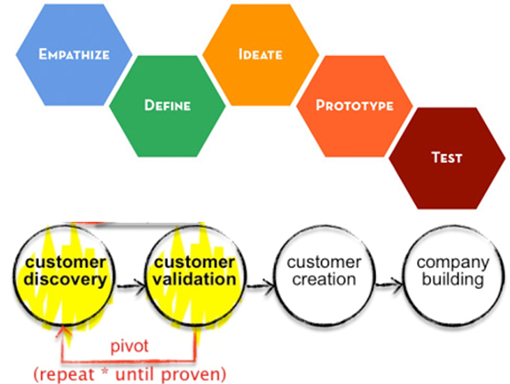 EMPATHIZE
DEFINE
IDEATE
PROTOTYPE
TEST
customer
discovery
customer
validation
customer
creation
company
building
pivot
(repeat * until proven)